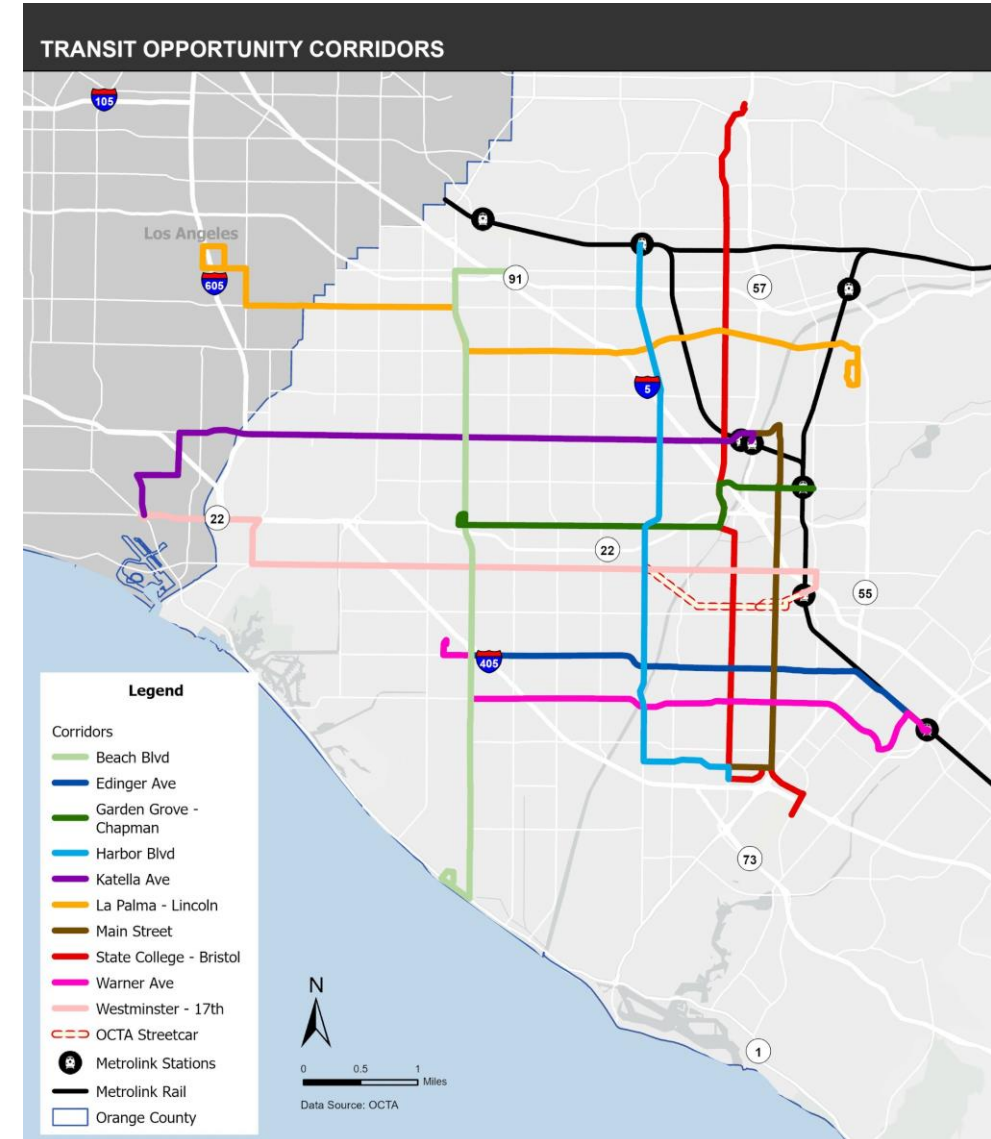 TRANSIT OPPORTUNITY CORRIDORS
105
Los Angeles
605
91
57
5
22
22
55
405
73
1
Legend
Corridors
Beach Blvd
Edinger Ave
Garden Grove -
Chapman
Harbor Blvd
Katella Ave
La Palma - Lincoln
Main Street
State College - Bristol
Warner Ave
Westminster - 17th
OCTA Streetcar
Metrolink Stations
Metrolink Rail
Orange County
N
0 0.5 1
Miles
Data Source: OCTA